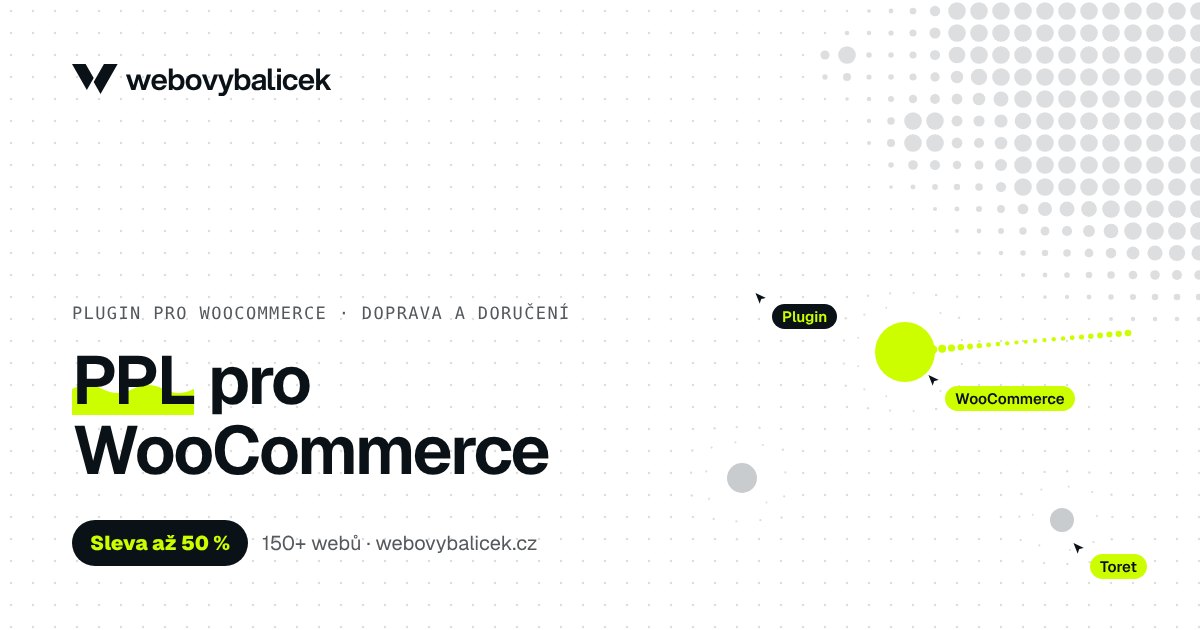 webovybalicek
PLUGIN PRO WOOCOMMERCE · DOPRAVA A DORUČENÍ
PPL pro
WooCommerce
Sleva až 50 %
150+ webů · webovybalicek.cz
Plugin
WooCommerce
Toret